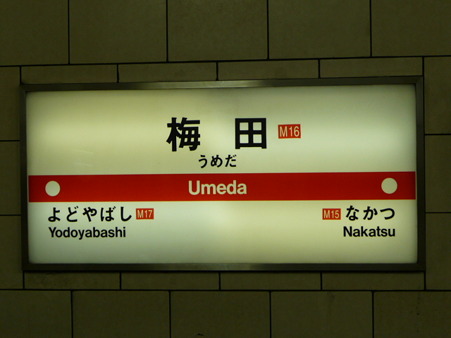 梅田 M16
うめだ
Umeda
よどやばし M17
Yodoyabashi
M15 なかつ
Nakatsu